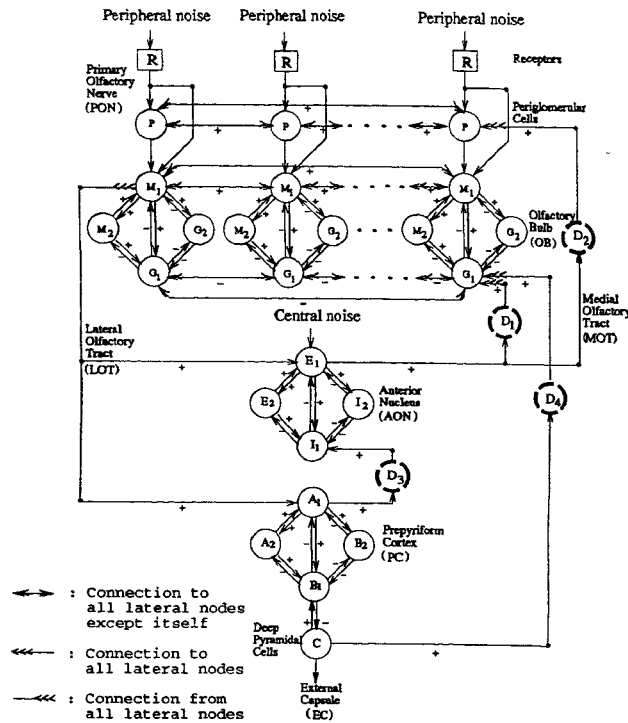 Peripheral noise Peripheral noise Peripheral noise
R R R
Receptors
Primary
Olfactory
Nerve
(PON)
Periglomerular
Cells
P P P
+ + +
M₁ M₁ M₁
+ +
M₂ G₂ M₂ G₂ M₂ G₂
Olfactory
Bulb
(OB)
G₁ G₁ G₁
- -
-
D₂
D₁
Medial
Olfactory
Tract
(MOT)
Central noise
Lateral
Olfactory
Tract
(LOT)
E₁
+ +
E₂ I₂
Anterior
Nucleus
(AON)
D₄
I₁
D₃
A₁
+ +
A₂ B₂
Prepyriform
Cortex
(PC)
B₁
+ -
Deep
Pyramidal
Cells
C
+
External
Capsule
(EC)
: Connection to
all lateral nodes
except itself
: Connection to
all lateral nodes
: Connection from
all lateral nodes